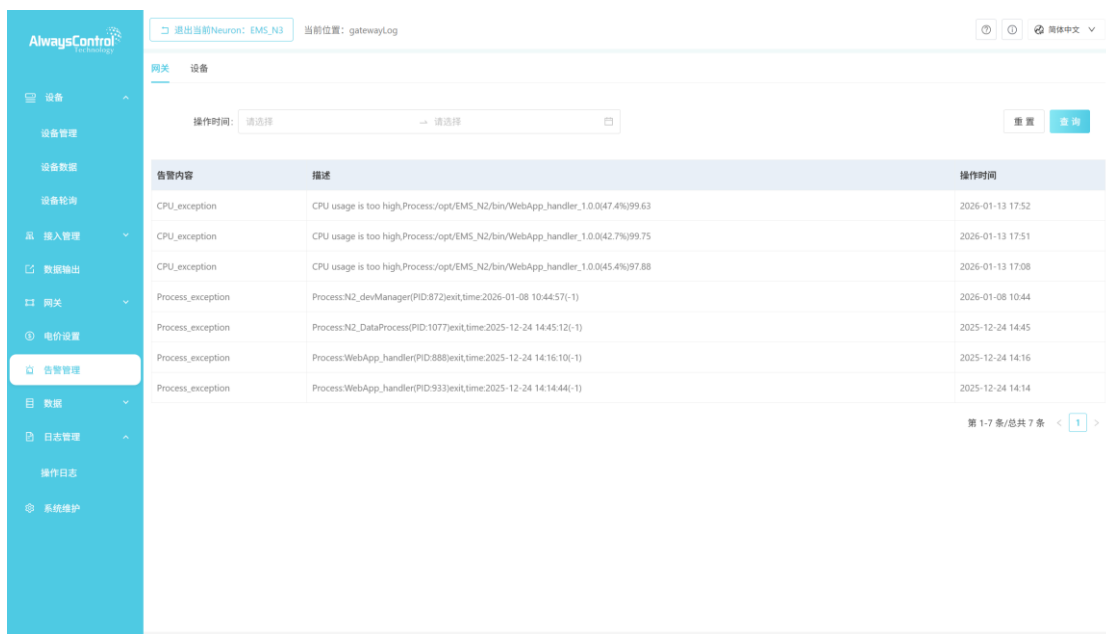 AlwaysControl
Technology
退出当前Neuron: EMS_N3 当前位置: gatewayLog 简体中文
网关 设备
设备
设备管理
设备数据
设备轮询
接入管理
数据输出
网关
电价设置
告警管理
数据
日志管理
操作日志
系统维护
操作时间: 请选择 → 请选择 重置 查询
告警内容 描述 操作时间
CPU_exception CPU usage is too high,Process:/opt/EMS_N2/bin/WebApp_handler_1.0.0(47.4%)99.63 2026-01-13 17:52
CPU_exception CPU usage is too high,Process:/opt/EMS_N2/bin/WebApp_handler_1.0.0(42.7%)99.75 2026-01-13 17:51
CPU_exception CPU usage is too high,Process:/opt/EMS_N2/bin/WebApp_handler_1.0.0(45.4%)97.88 2026-01-13 17:08
Process_exception Process:N2_devManager(PID:872)exit,time:2026-01-08 10:44:57(-1) 2026-01-08 10:44
Process_exception Process:N2_DataProcess(PID:1077)exit,time:2025-12-24 14:45:12(-1) 2025-12-24 14:45
Process_exception Process:WebApp_handler(PID:888)exit,time:2025-12-24 14:16:10(-1) 2025-12-24 14:16
Process_exception Process:WebApp_handler(PID:933)exit,time:2025-12-24 14:14:44(-1) 2025-12-24 14:14
第 1-7 条/总共 7 条 < 1 >